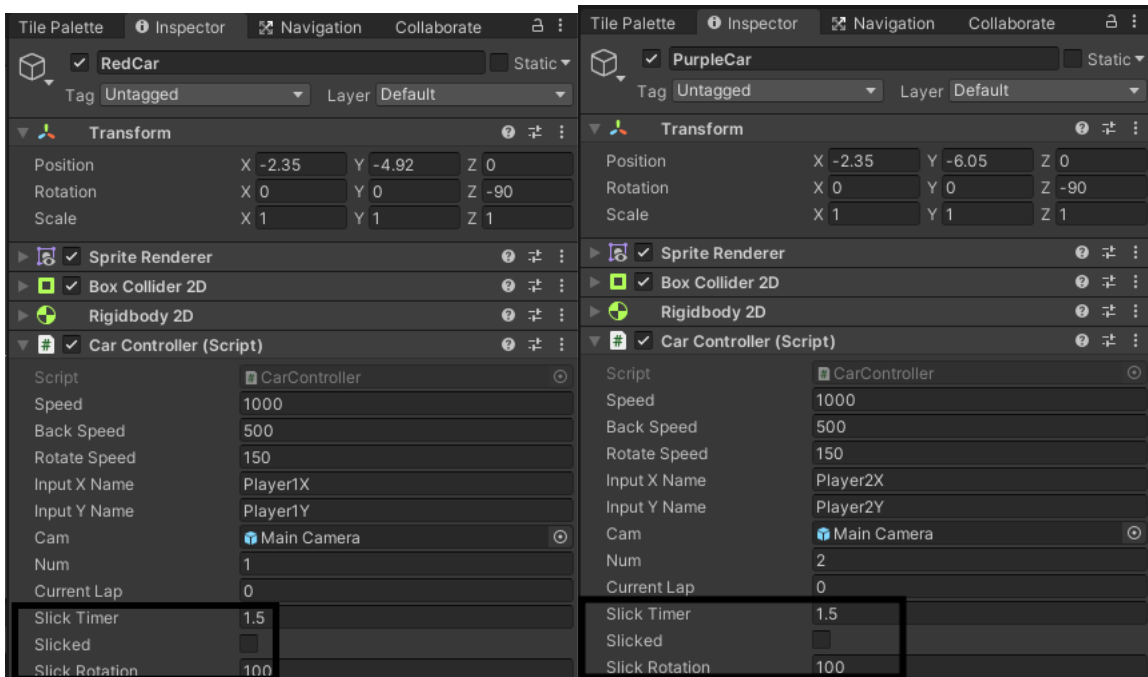 Tile Palette Inspector Navigation Collaborate
RedCar Static
Tag Untagged Layer Default
Transform
Position X -2.35 Y -4.92 Z 0
Rotation X 0 Y 0 Z -90
Scale X 1 Y 1 Z 1
Sprite Renderer
Box Collider 2D
Rigidbody 2D
# Car Controller (Script)
Script # CarController
Speed 1000
Back Speed 500
Rotate Speed 150
Input X Name Player1X
Input Y Name Player1Y
Cam Main Camera
Num 1
Current Lap 0
Slick Timer 1.5
Slicked
Slick Rotation 100
Tile Palette Inspector Navigation Collaborate
PurpleCar Static
Tag Untagged Layer Default
Transform
Position X -2.35 Y -6.05 Z 0
Rotation X 0 Y 0 Z -90
Scale X 1 Y 1 Z 1
Sprite Renderer
Box Collider 2D
Rigidbody 2D
# Car Controller (Script)
Script # CarController
Speed 1000
Back Speed 500
Rotate Speed 150
Input X Name Player2X
Input Y Name Player2Y
Cam Main Camera
Num 2
Current Lap 0
Slick Timer 1.5
Slicked
Slick Rotation 100